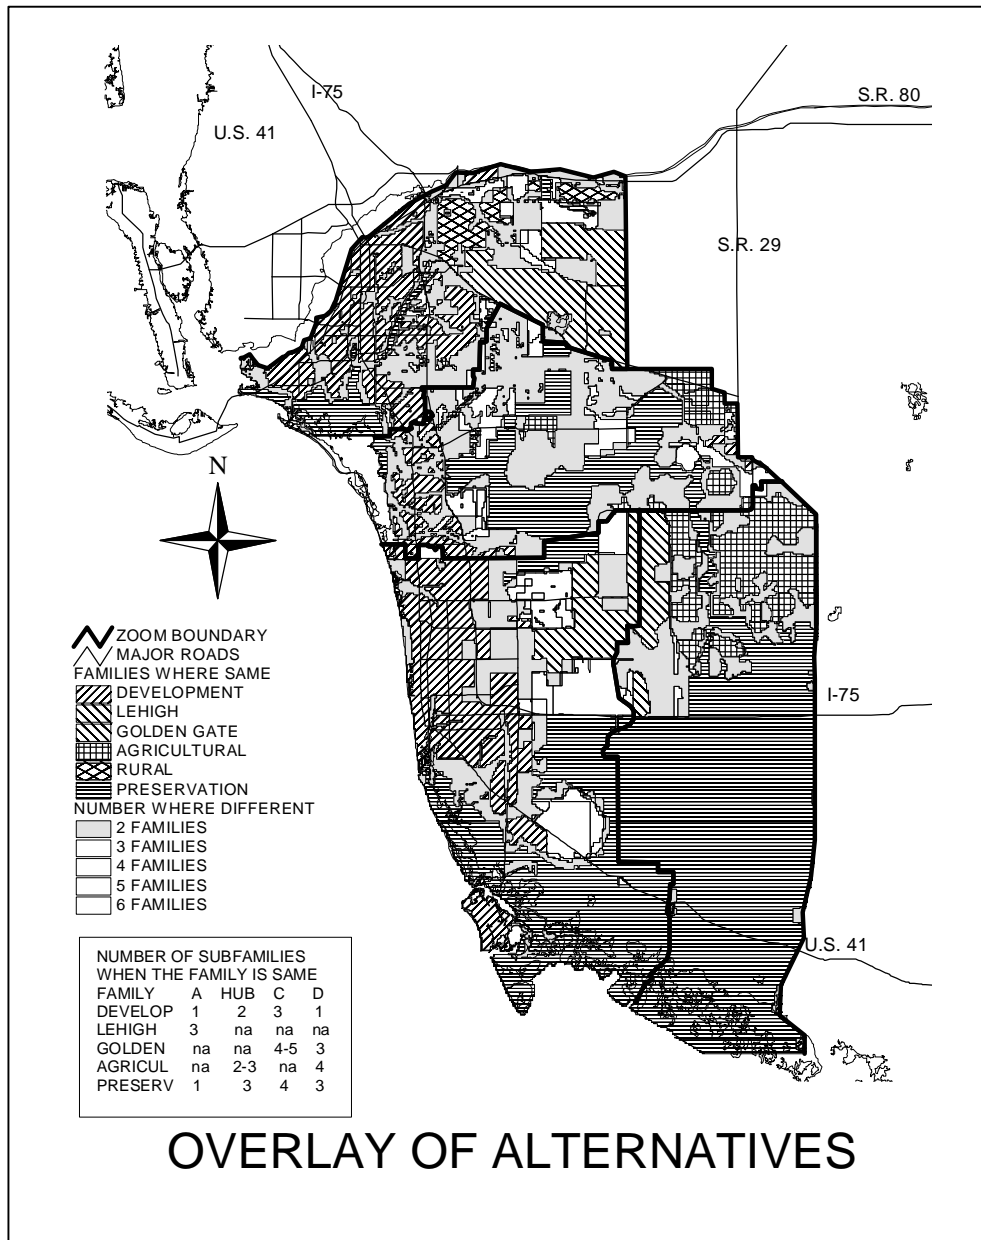 I-75
S.R. 80
U.S. 41
S.R. 29
N
ZOOM BOUNDARY
MAJOR ROADS
FAMILIES WHERE SAME
DEVELOPMENT
LEHIGH
GOLDEN GATE
AGRICULTURAL
RURAL
PRESERVATION
NUMBER WHERE DIFFERENT
2 FAMILIES
3 FAMILIES
4 FAMILIES
5 FAMILIES
6 FAMILIES
I-75
U.S. 41
NUMBER OF SUBFAMILIES
WHEN THE FAMILY IS SAME
FAMILY A HUB C D
DEVELOP 1 2 3 1
LEHIGH 3 na na na
GOLDEN na na 4-5 3
AGRICUL na 2-3 na 4
PRESERV 1 3 4 3
OVERLAY OF ALTERNATIVES